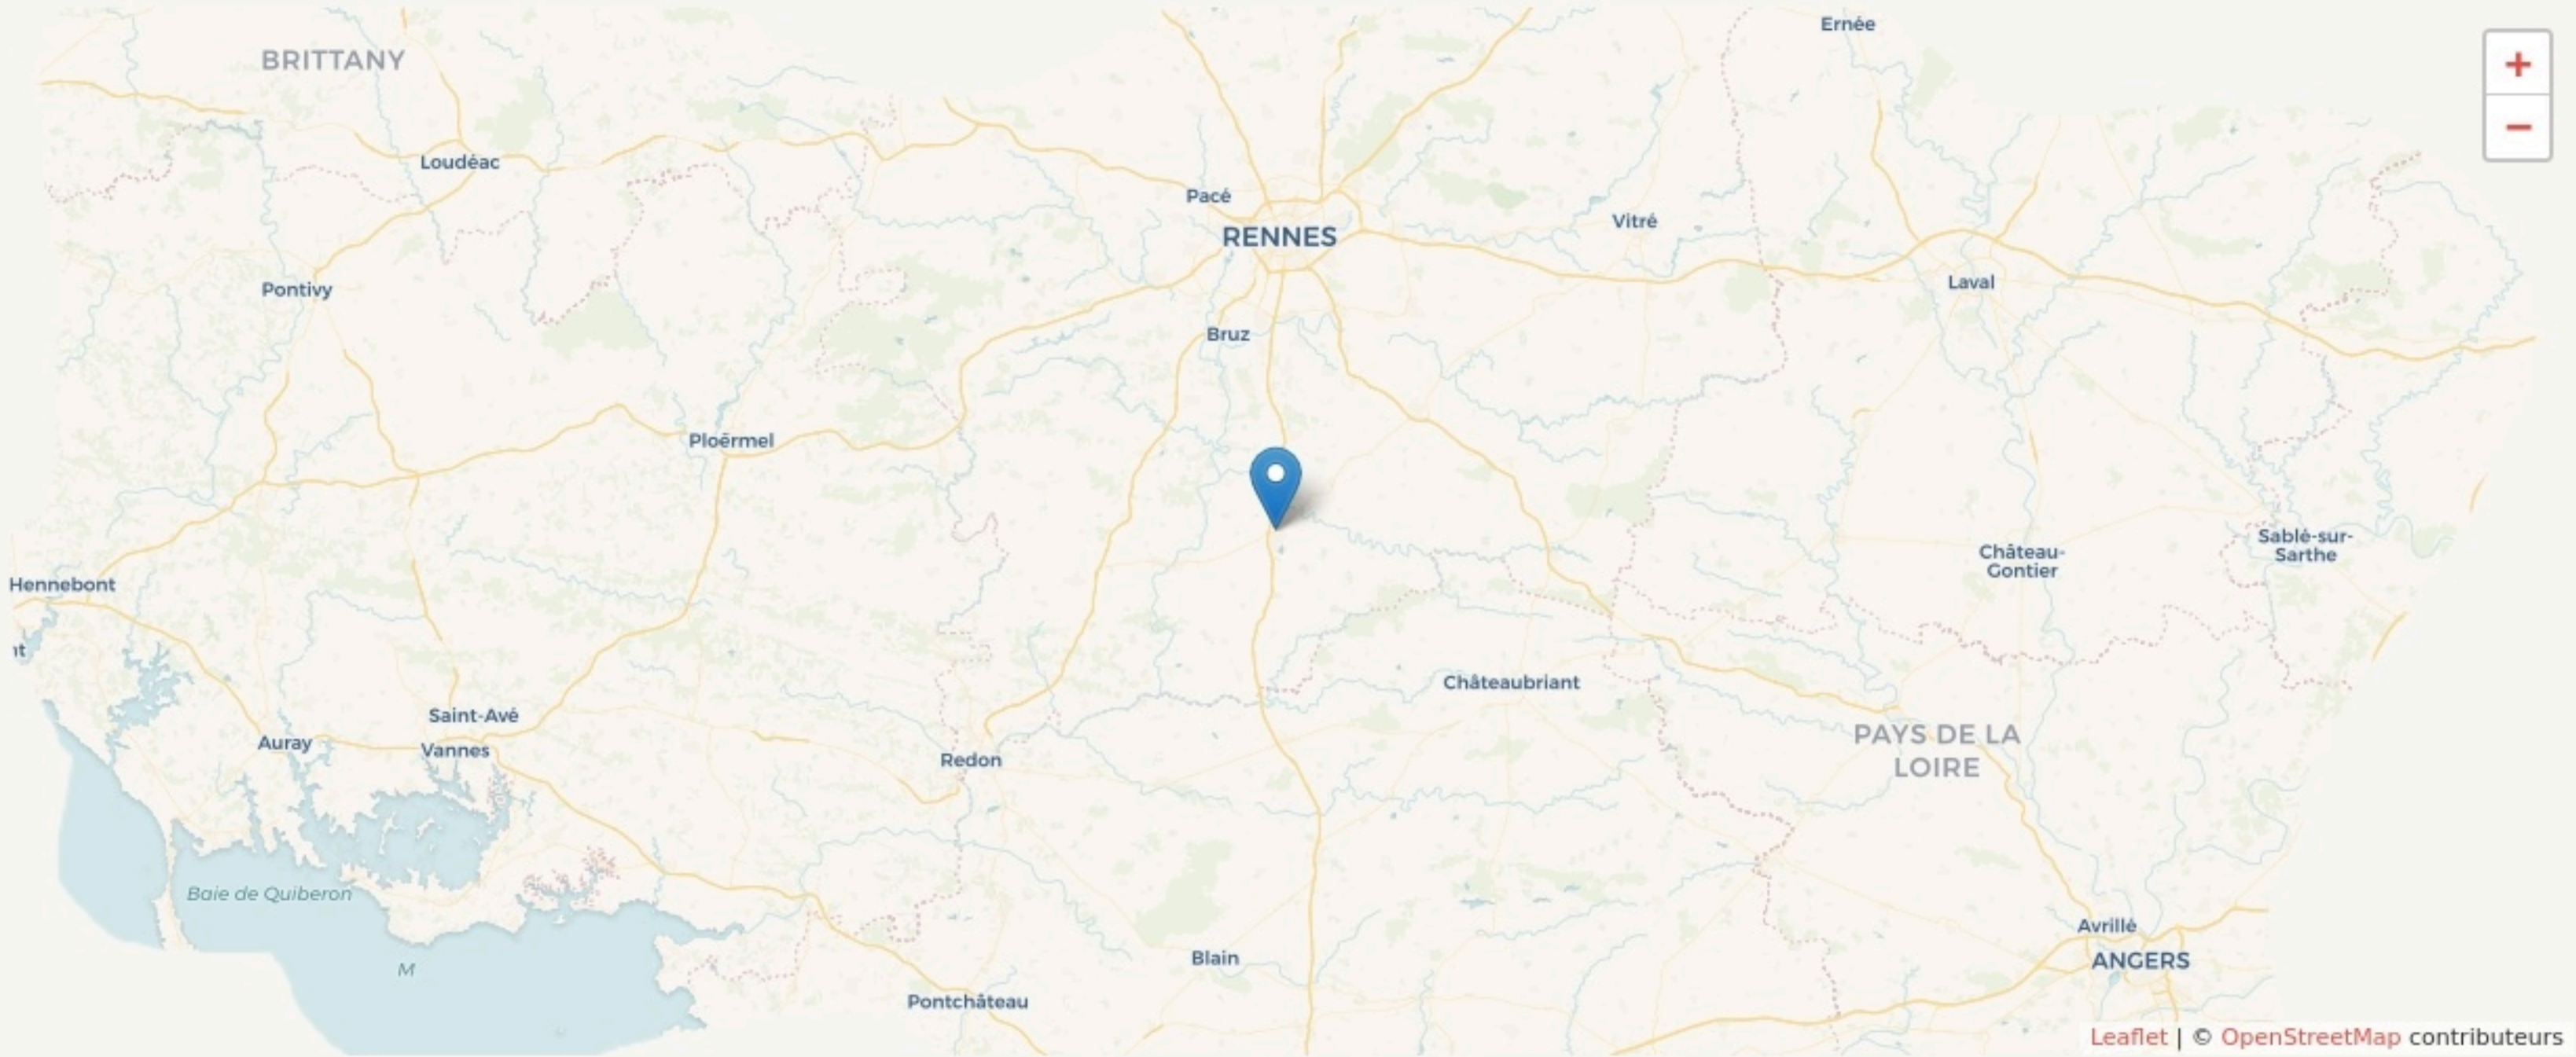 Ernée
BRITTANY
+
−
Loudéac
Pacé
Vitré
RENNES
Laval
Pontivy
Bruz
Ploërmel
Sablé-sur-
Sarthe
Château-
Gontier
Hennebont
nt
Châteaubriant
Saint-Avé
PAYS DE LA
LOIRE
Auray
Vannes
Redon
Baie de Quiberon
Avrillé
Blain
ANGERS
M
Pontchâteau
Leaflet | © OpenStreetMap contributeurs